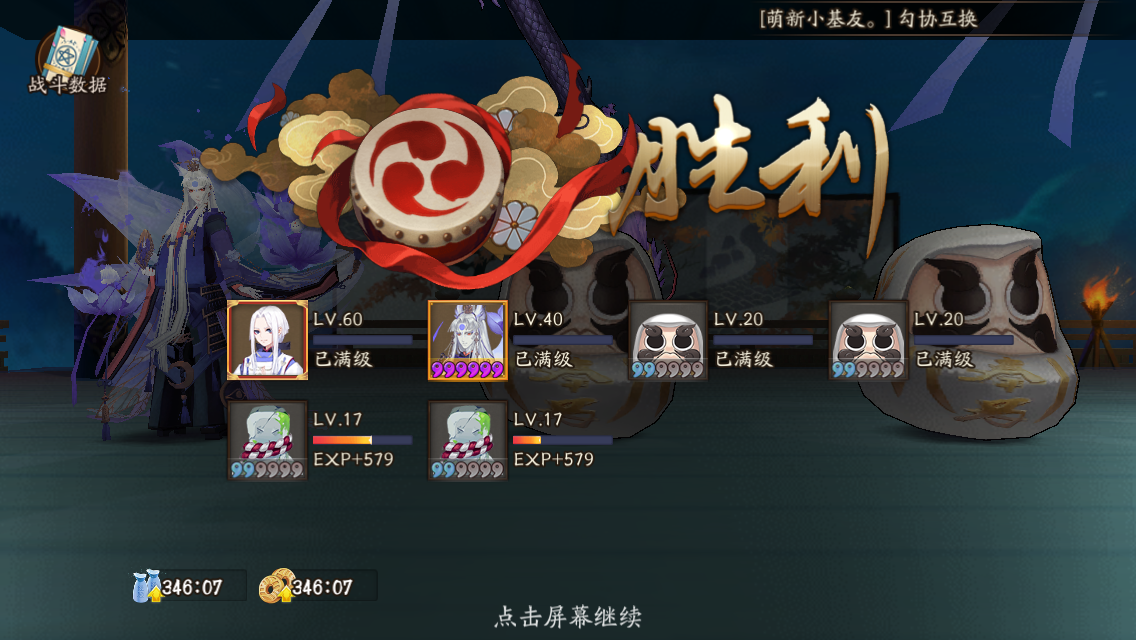 [萌新小基友。] 勾协互换
战斗数据
胜利
LV.60
已满级
LV.40
已满级
LV.20
已满级
LV.20
已满级
LV.17
EXP+579
LV.17
EXP+579
346:07
346:07
点击屏幕继续